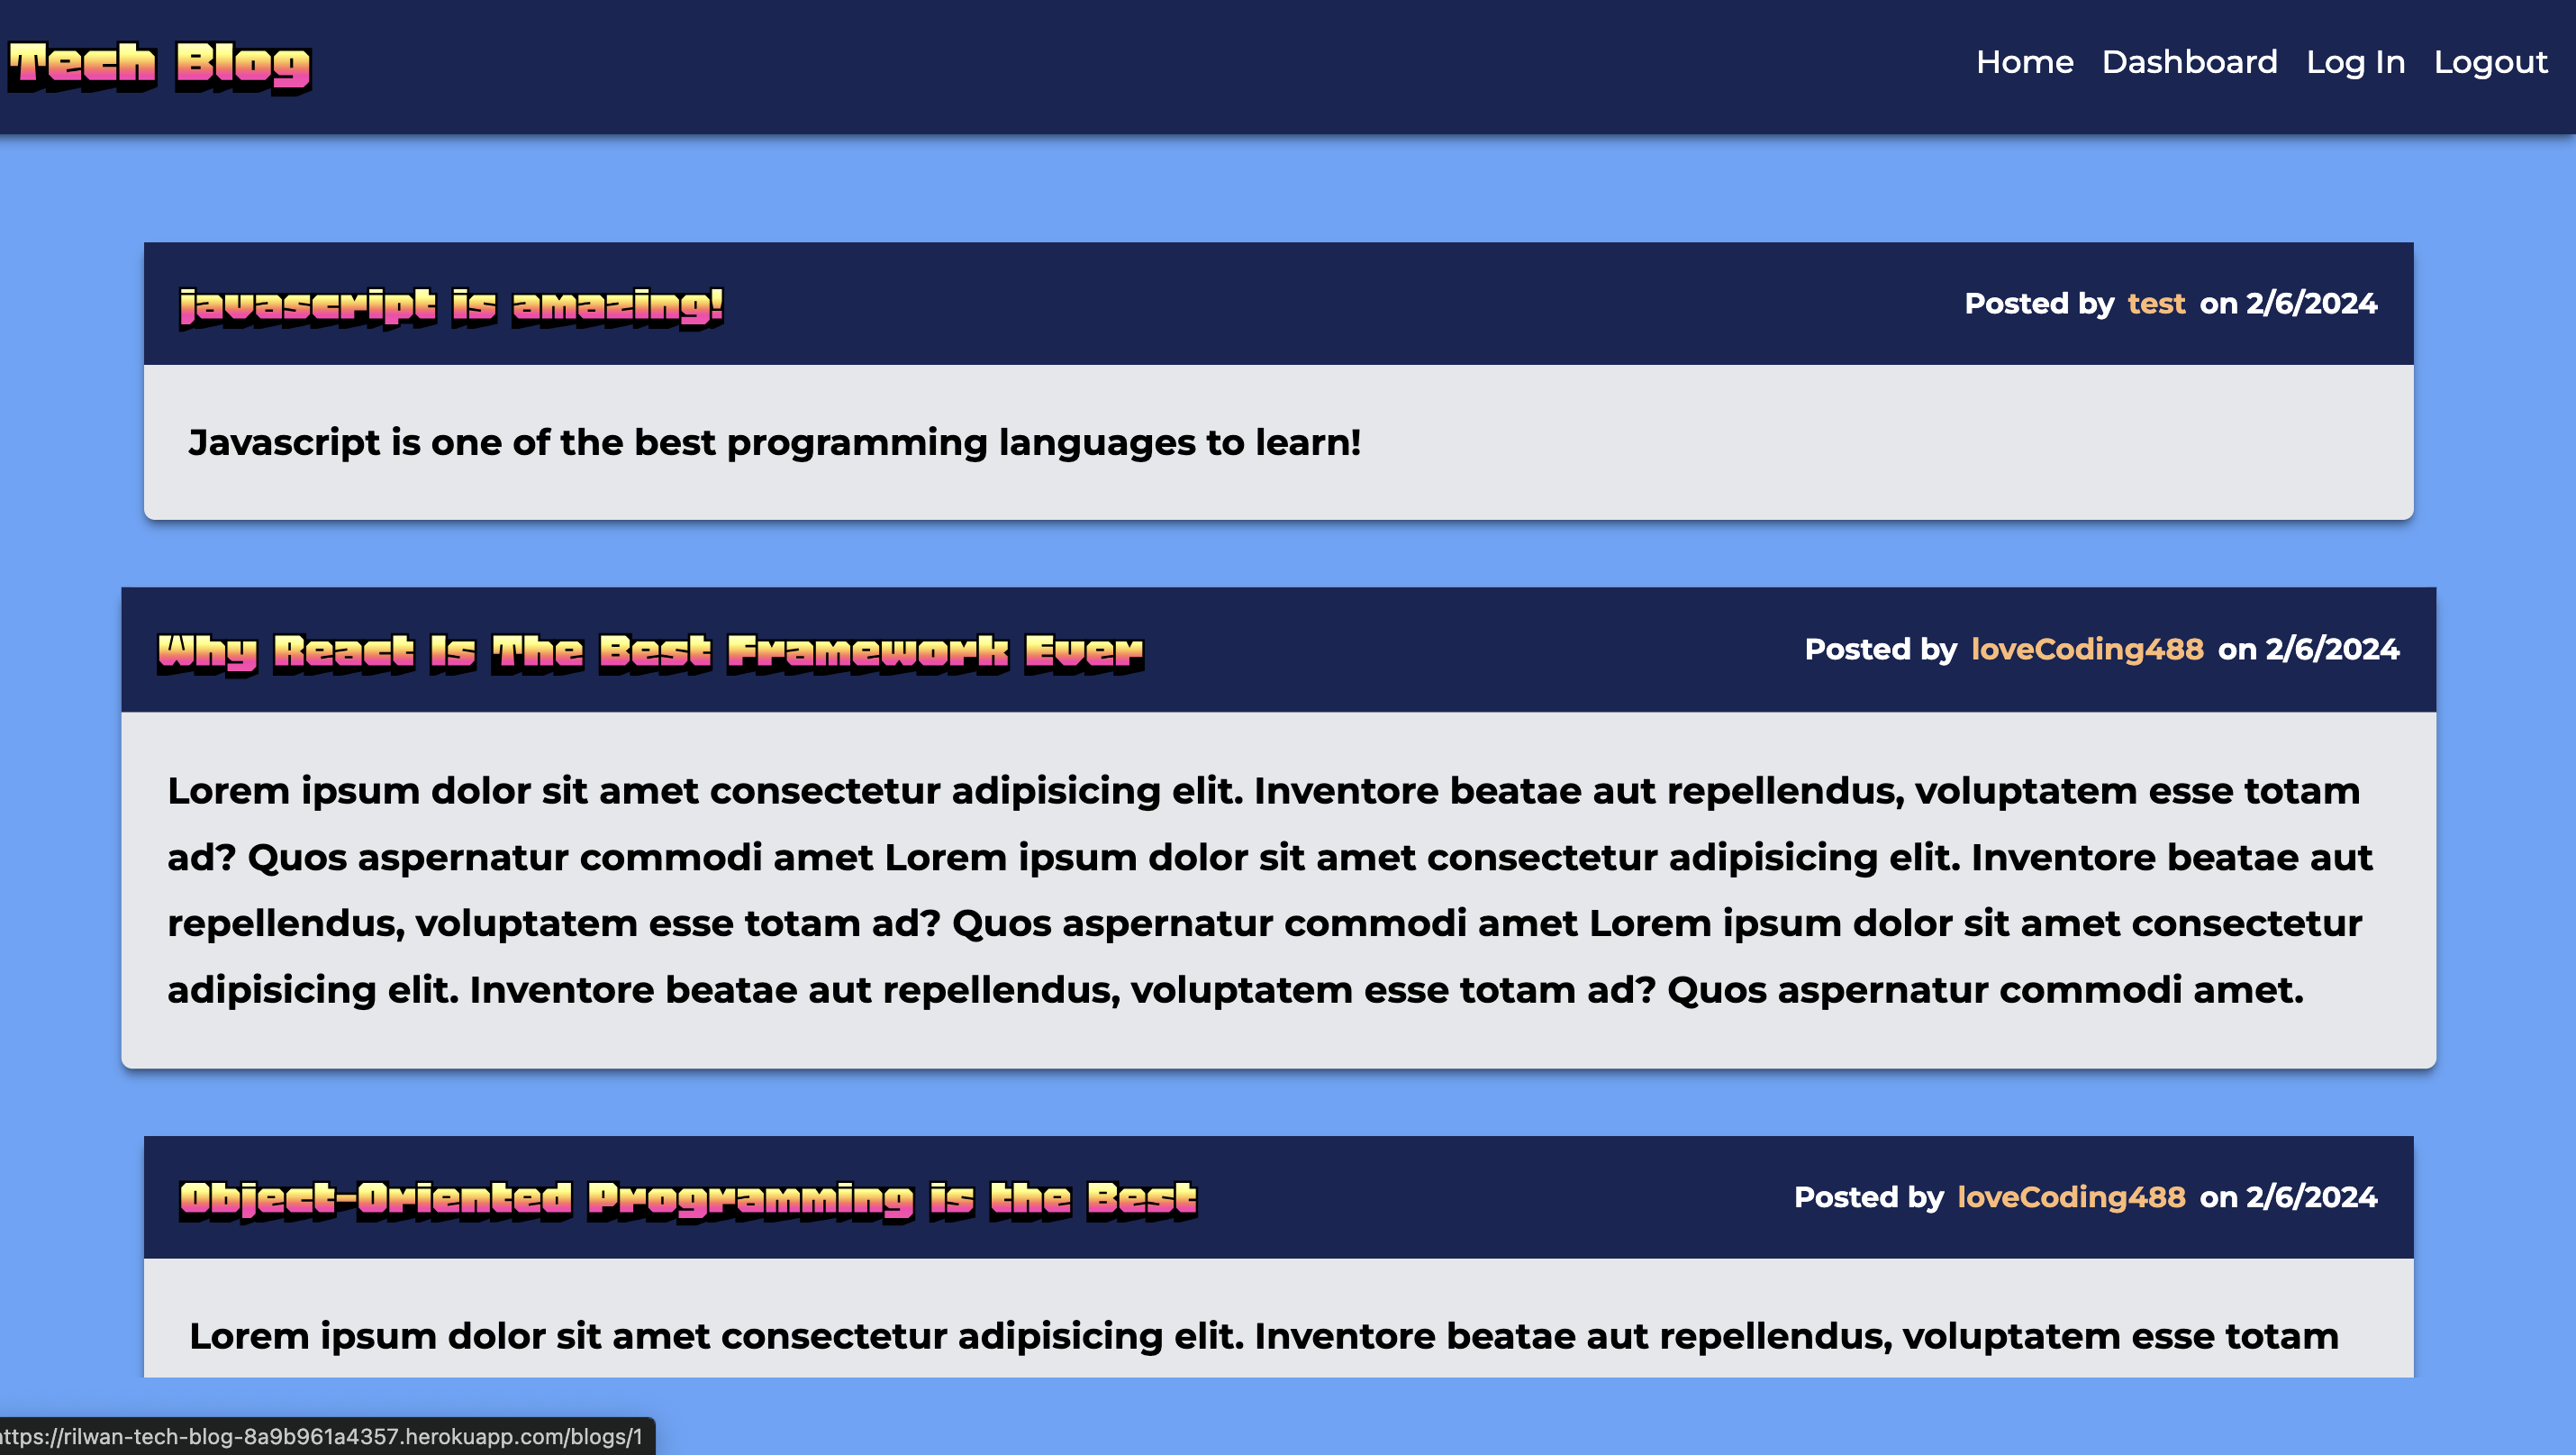 Tech Blog
Home Dashboard Log In Logout
javascript is amazing!
Posted by test on 2/6/2024
Javascript is one of the best programming languages to learn!
Why React Is The Best Framework Ever
Posted by loveCoding488 on 2/6/2024
Lorem ipsum dolor sit amet consectetur adipisicing elit. Inventore beatae aut repellendus, voluptatem esse totam
ad? Quos aspernatur commodi amet Lorem ipsum dolor sit amet consectetur adipisicing elit. Inventore beatae aut
repellendus, voluptatem esse totam ad? Quos aspernatur commodi amet Lorem ipsum dolor sit amet consectetur
adipisicing elit. Inventore beatae aut repellendus, voluptatem esse totam ad? Quos aspernatur commodi amet.
Object-Oriented Programming is the Best
Posted by loveCoding488 on 2/6/2024
Lorem ipsum dolor sit amet consectetur adipisicing elit. Inventore beatae aut repellendus, voluptatem esse totam
ttps://rilwan-tech-blog-8a9b961a4357.herokuapp.com/blogs/1